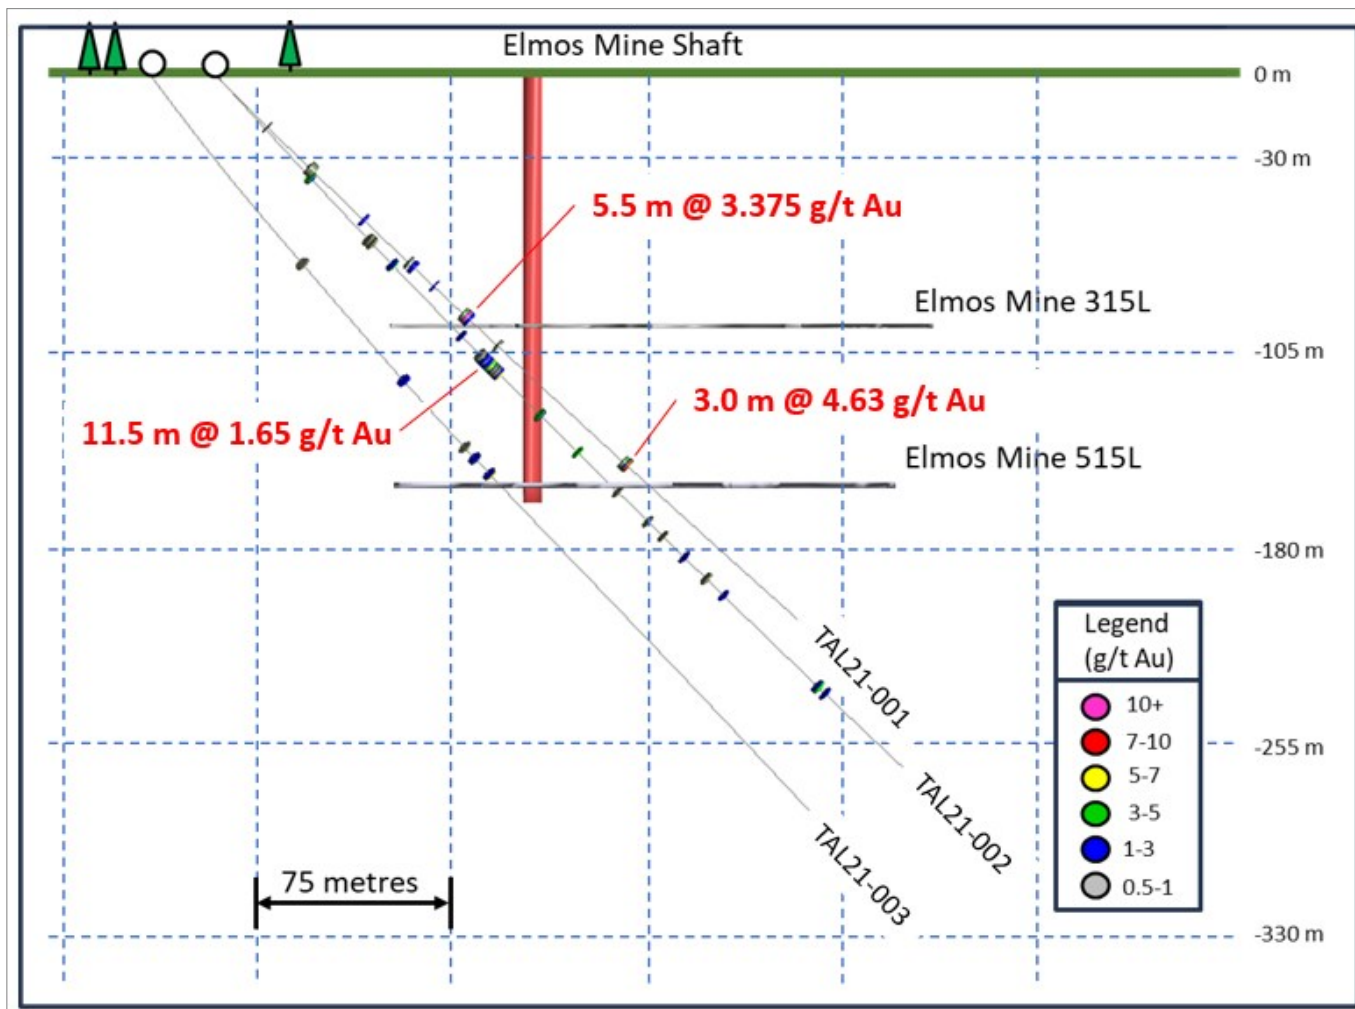 Elmos Mine Shaft
0 m
-30 m
5.5 m @ 3.375 g/t Au
Elmos Mine 315L
-105 m
3.0 m @ 4.63 g/t Au
11.5 m @ 1.65 g/t Au
Elmos Mine 515L
-180 m
TAL21-001
TAL21-002
TAL21-003
-255 m
-330 m
75 metres
Legend
(g/t Au)
10+
7-10
5-7
3-5
1-3
0.5-1